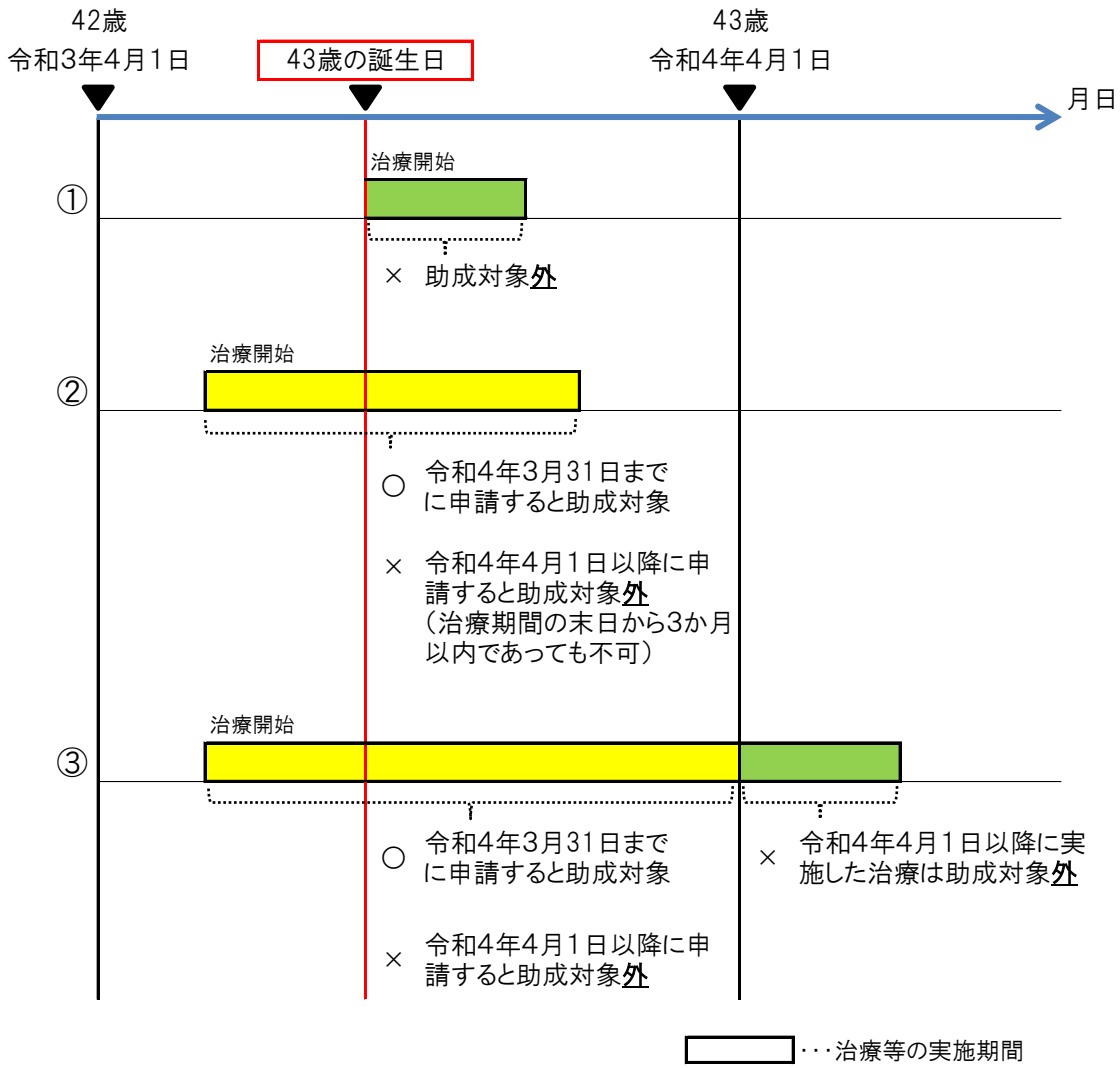 42歳
令和3年4月1日
43歳の誕生日
43歳
令和4年4月1日
月日
①
治療開始
× 助成対象外
②
治療開始
○ 令和4年3月31日まで
に申請すると助成対象
× 令和4年4月1日以降に申
請すると助成対象外
(治療期間の末日から3か月
以内であっても不可)
③
治療開始
○ 令和4年3月31日まで
に申請すると助成対象
× 令和4年4月1日以降に申
請すると助成対象外
× 令和4年4月1日以降に実
施した治療は助成対象外
・・・治療等の実施期間